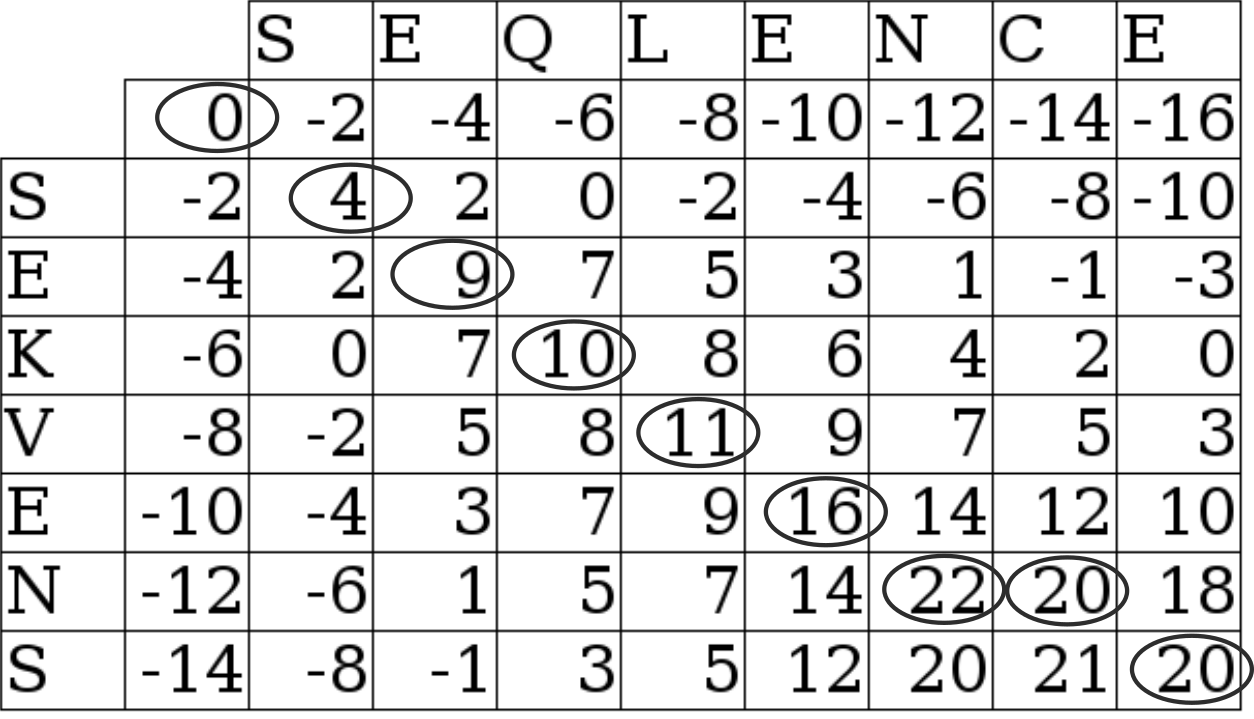 S E Q L E N C E
0 -2 -4 -6 -8 -10 -12 -14 -16
S -2 4 2 0 -2 -4 -6 -8 -10
E -4 2 9 7 5 3 1 -1 -3
K -6 0 7 10 8 6 4 2 0
V -8 -2 5 8 11 9 7 5 3
E -10 -4 3 7 9 16 14 12 10
N -12 -6 1 5 7 14 22 20 18
S -14 -8 -1 3 5 12 20 21 20